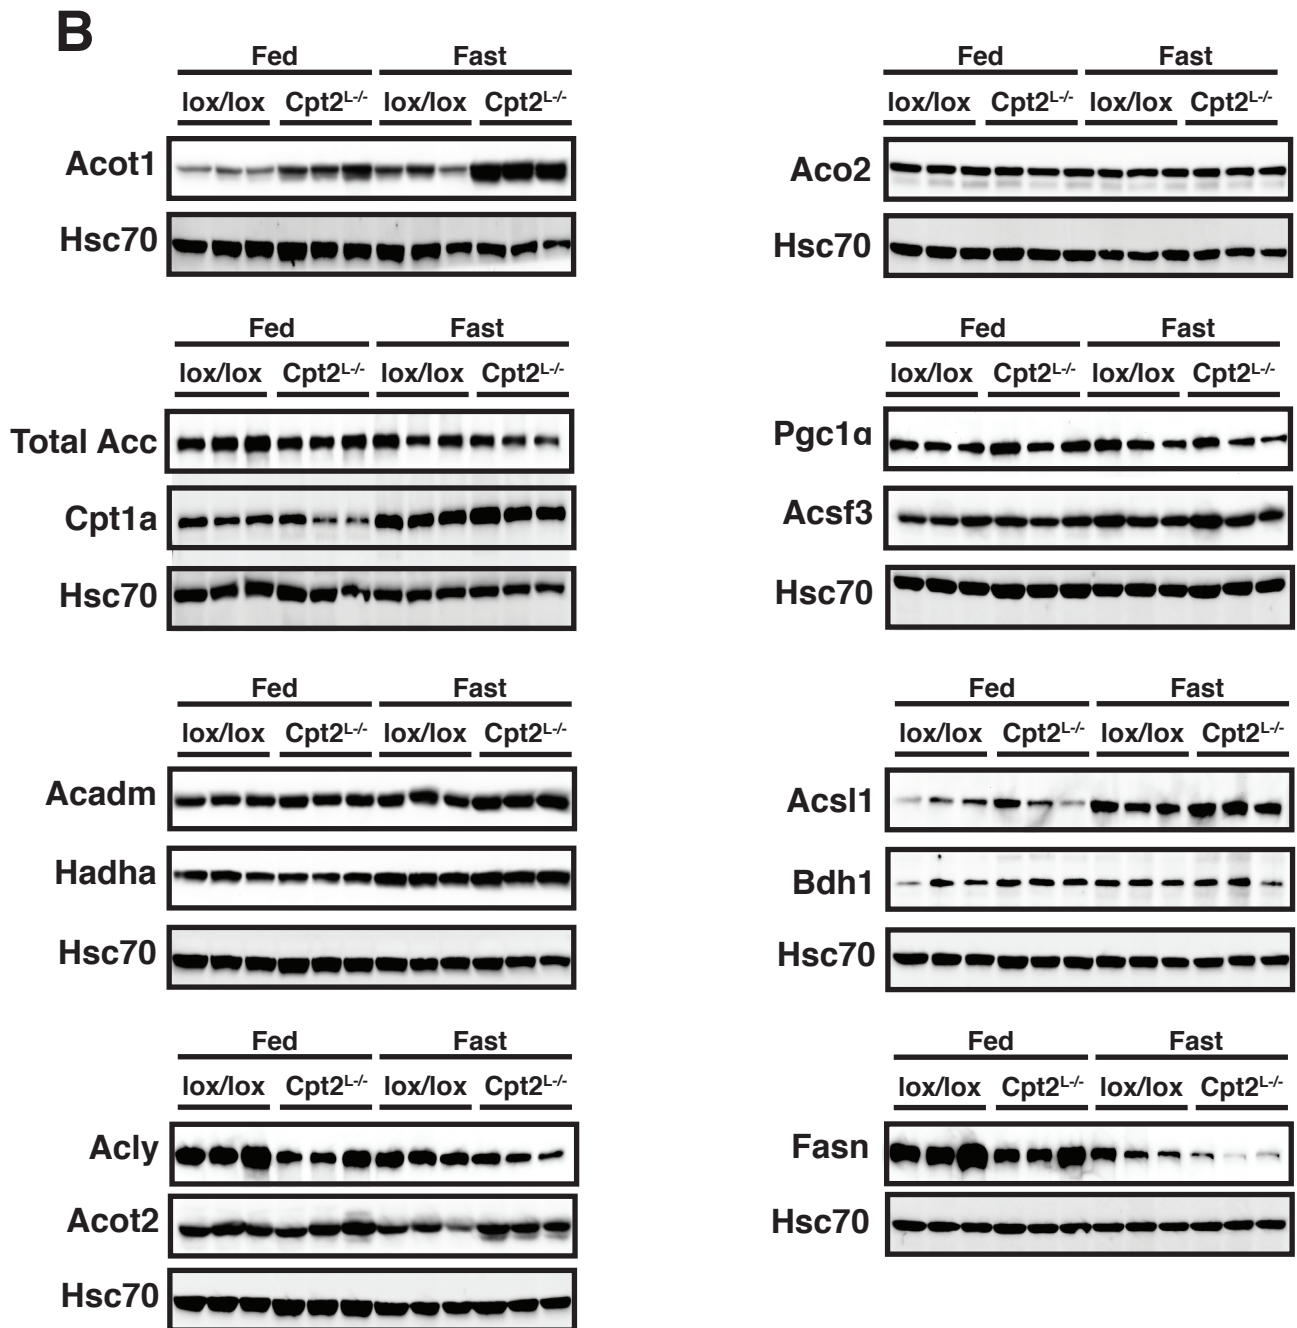 B
Fed Fast
lox/lox Cpt2L-/- lox/lox Cpt2L-/-
Acot1
Hsc70
Fed Fast
lox/lox Cpt2L-/- lox/lox Cpt2L-/-
Aco2
Hsc70
Fed Fast
lox/lox Cpt2L-/- lox/lox Cpt2L-/-
Total Acc
Cpt1a
Hsc70
Fed Fast
lox/lox Cpt2L-/- lox/lox Cpt2L-/-
Pgc1α
Acsf3
Hsc70
Fed Fast
lox/lox Cpt2L-/- lox/lox Cpt2L-/-
Acadm
Hadha
Hsc70
Fed Fast
lox/lox Cpt2L-/- lox/lox Cpt2L-/-
Acsl1
Bdh1
Hsc70
Fed Fast
lox/lox Cpt2L-/- lox/lox Cpt2L-/-
Acly
Acot2
Hsc70
Fed Fast
lox/lox Cpt2L-/- lox/lox Cpt2L-/-
Fasn
Hsc70